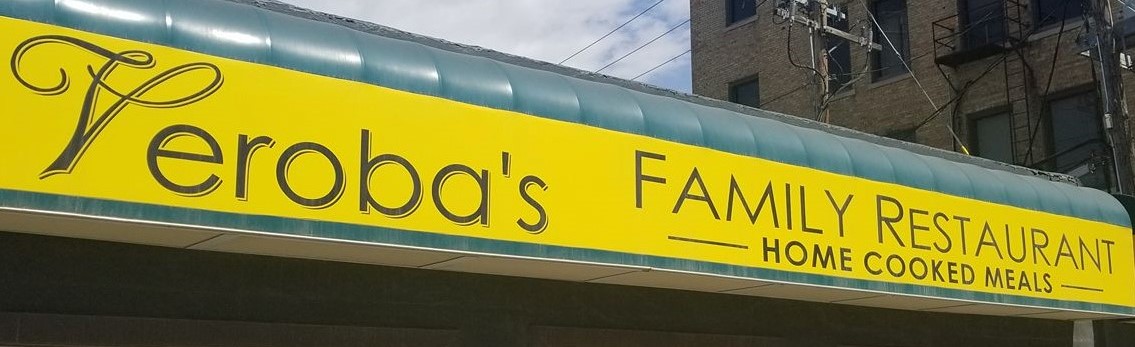 Veroba's
FAMILY RESTAURANT
HOME COOKED MEALS